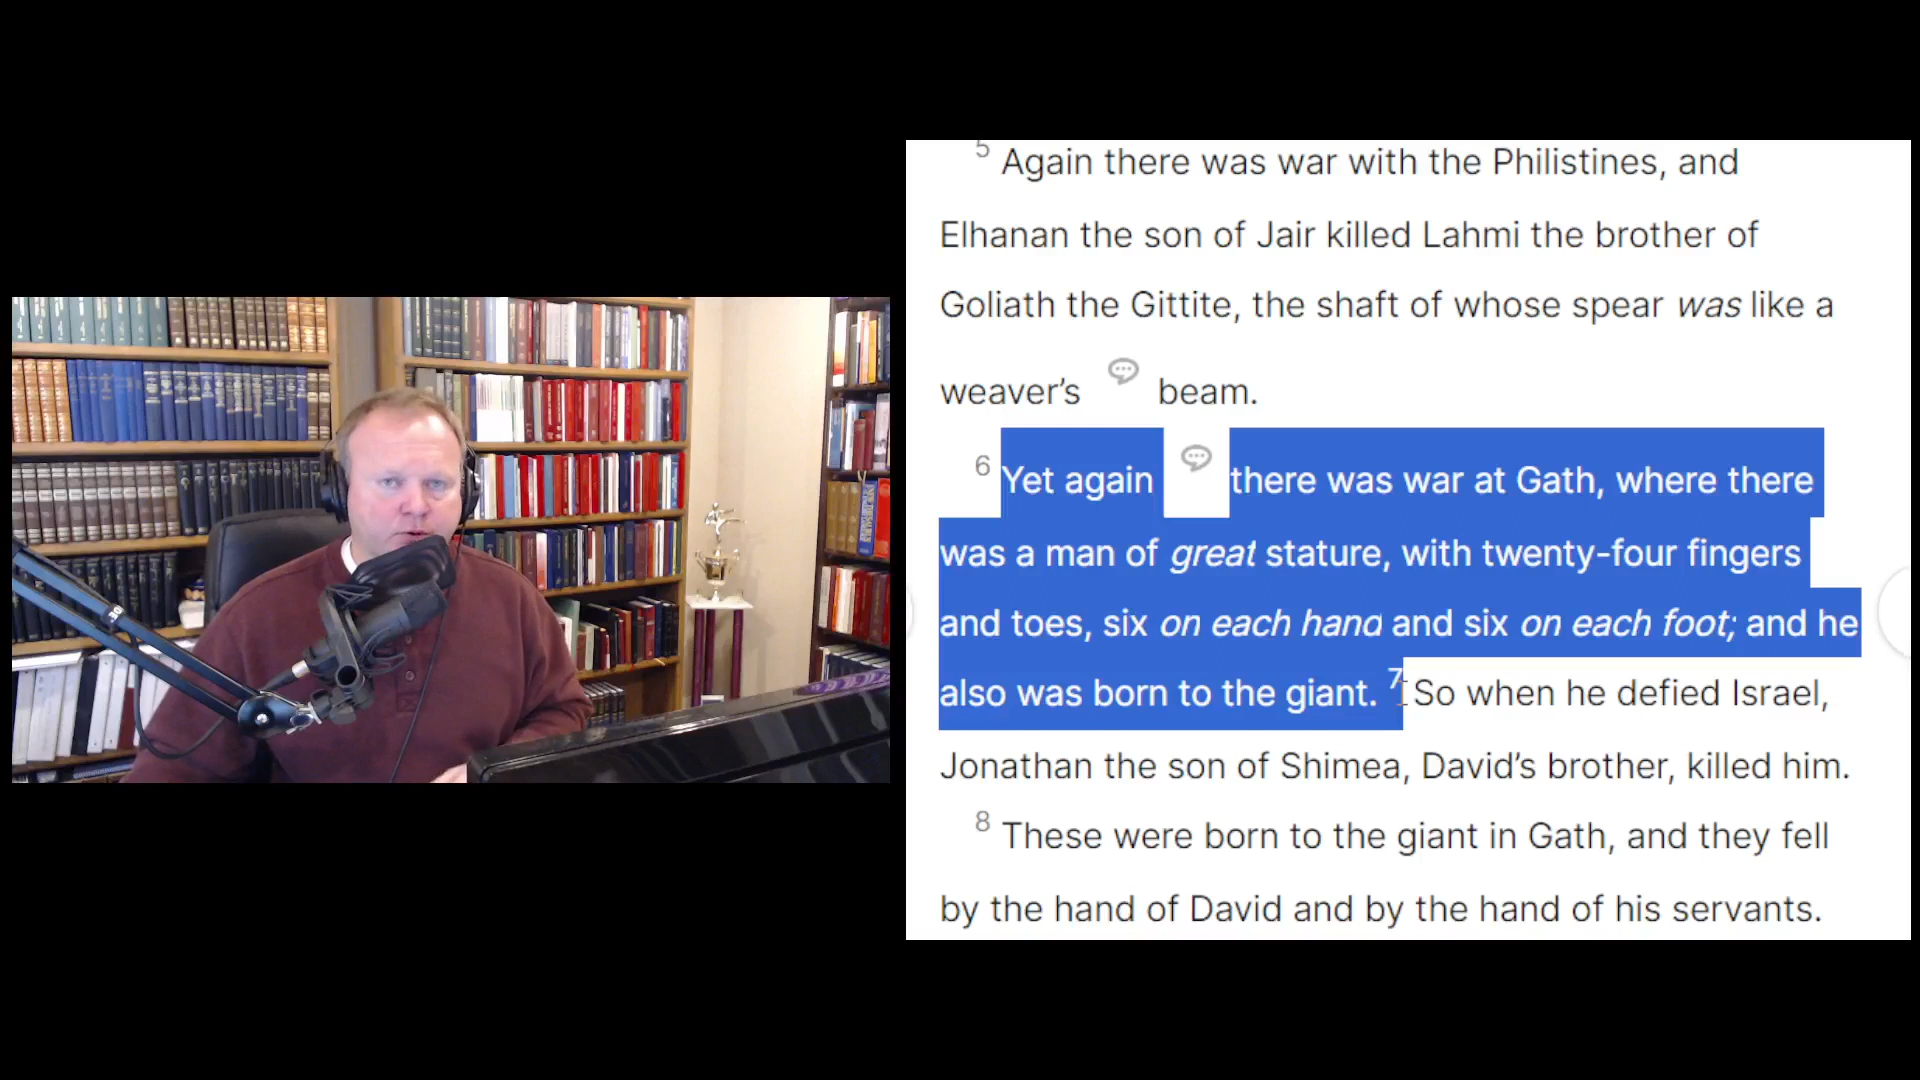 5 Again there was war with the Philistines, and
Elhanan the son of Jair killed Lahmi the brother of
Goliath the Gittite, the shaft of whose spear was like a
weaver’s beam.
6 Yet again there was war at Gath, where there
was a man of great stature, with twenty-four fingers
and toes, six on each hand and six on each foot; and he
also was born to the giant. 7 So when he defied Israel,
Jonathan the son of Shimea, David’s brother, killed him.
8 These were born to the giant in Gath, and they fell
by the hand of David and by the hand of his servants.